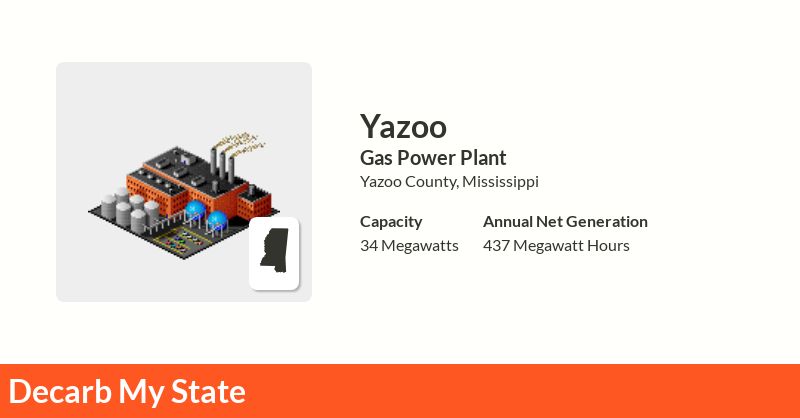 Yazoo
Gas Power Plant
Yazoo County, Mississippi
Capacity
34 Megawatts
Annual Net Generation
437 Megawatt Hours
Decarb My State